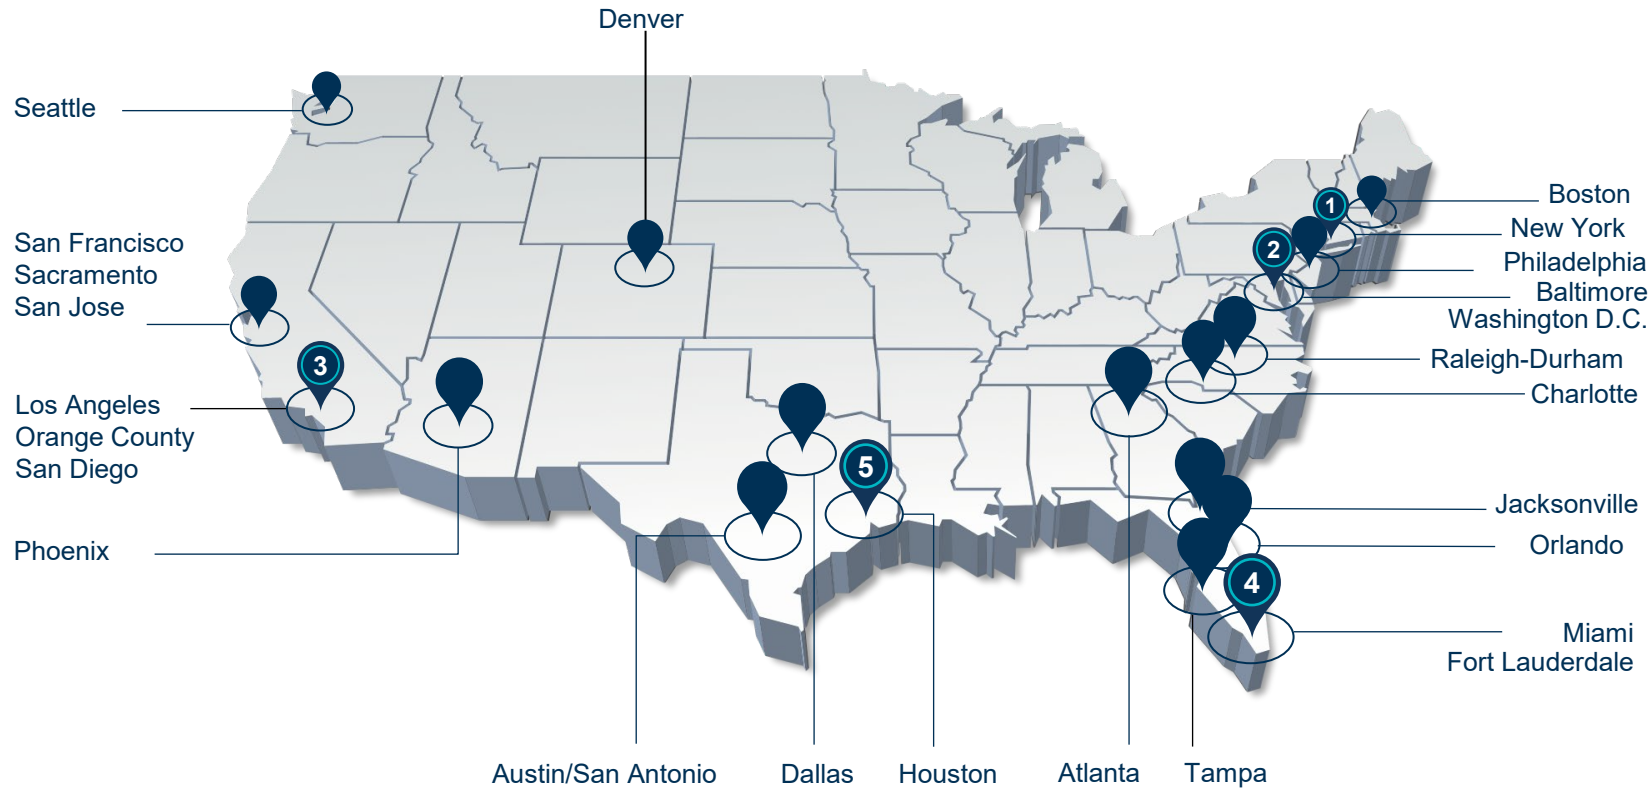 Denver
Seattle
San Francisco
Sacramento
San Jose
Los Angeles
Orange County
San Diego
Phoenix
1
2
3
4
5
Boston
New York
Philadelphia
Baltimore
Washington D.C.
Raleigh-Durham
Charlotte
Jacksonville
Orlando
Miami
Fort Lauderdale
Austin/San Antonio
Dallas
Houston
Atlanta
Tampa